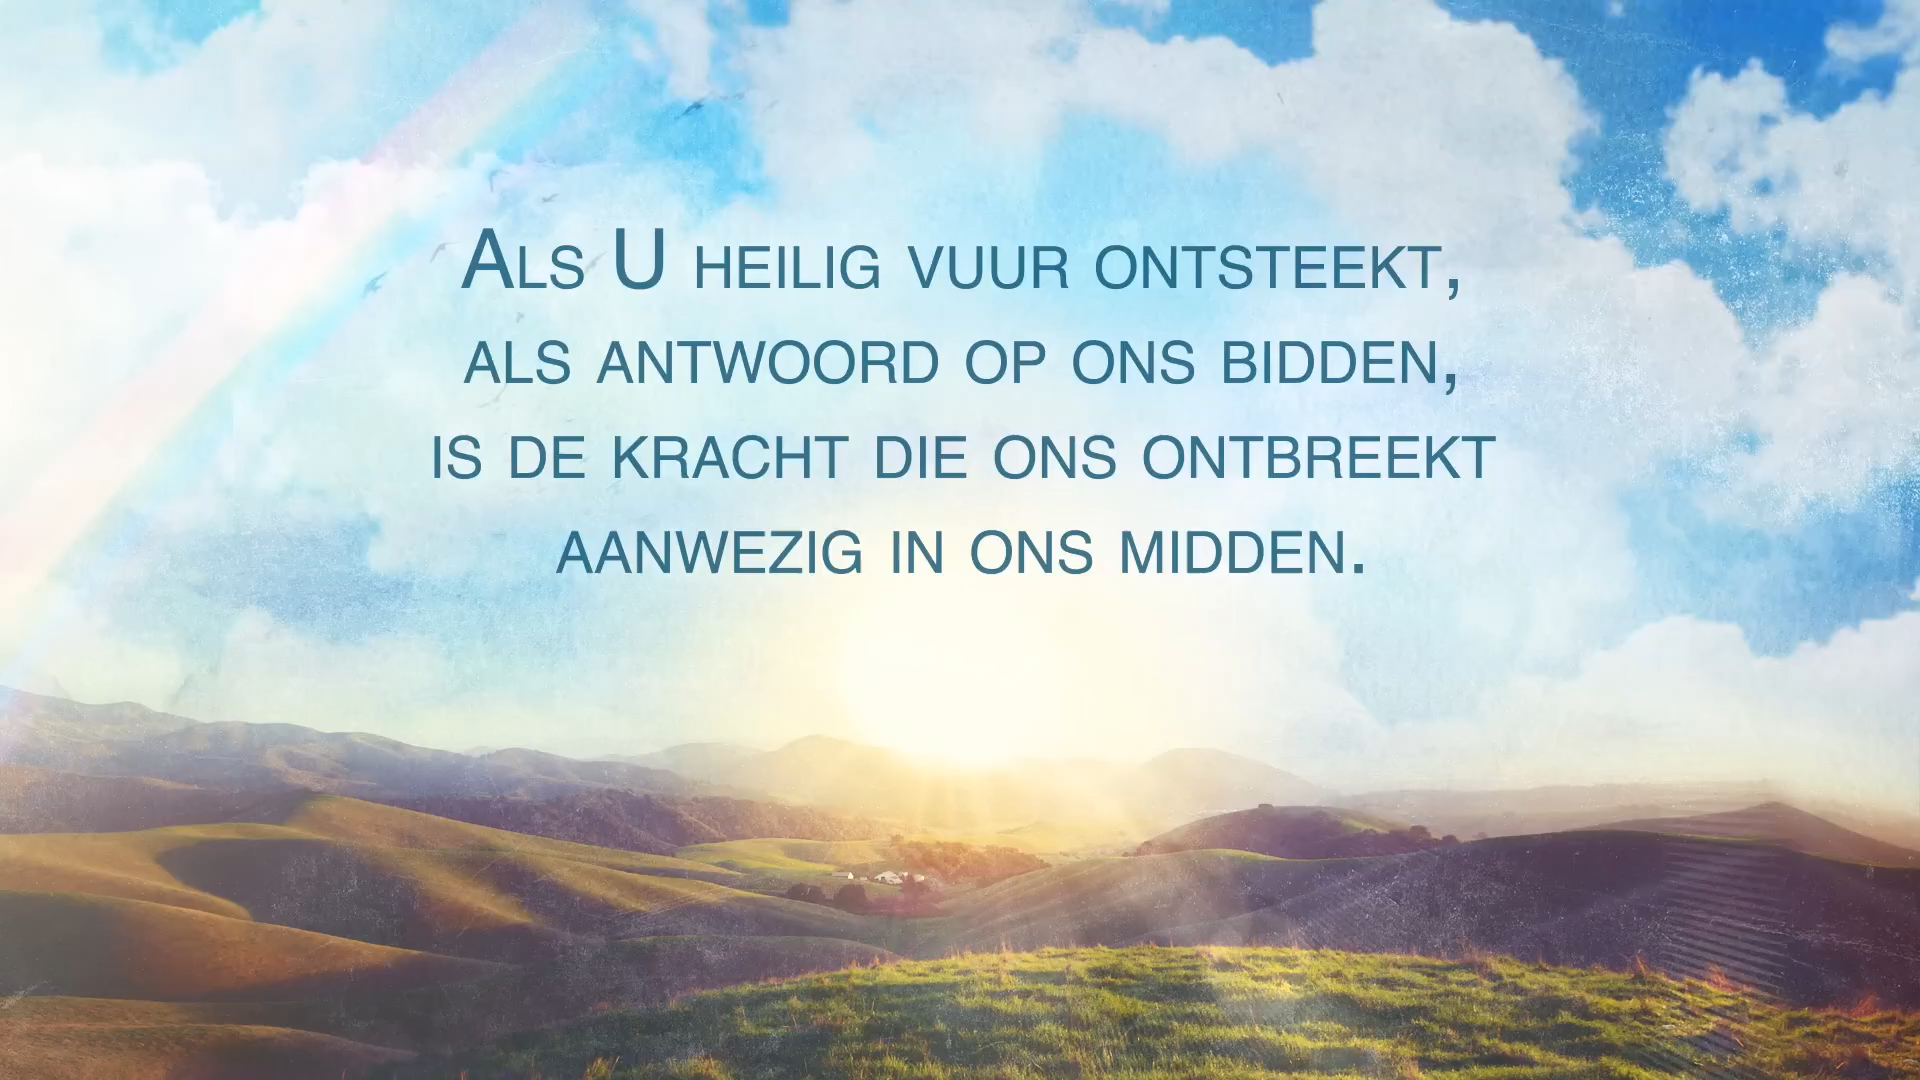 Als U heilig vuur ontsteekt,
als antwoord op ons bidden,
is de kracht die ons ontbreekt
aanwezig in ons midden.